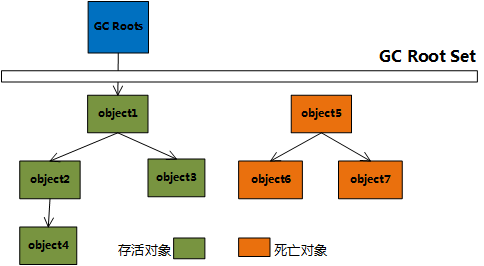 GC Roots
GC Root Set
object1
object5
object2
object3
object6
object7
object4
存活对象
死亡对象